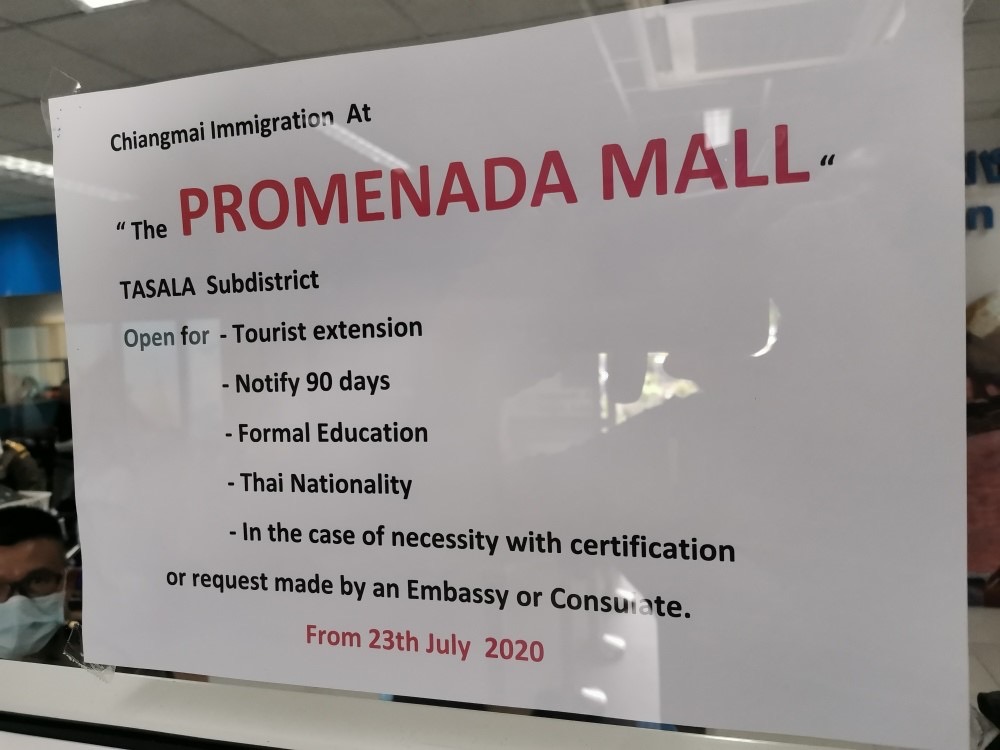 Chiangmai Immigration At
“ The PROMENADA MALL “
TASALA Subdistrict
Open for - Tourist extension
- Notify 90 days
- Formal Education
- Thai Nationality
- In the case of necessity with certification
or request made by an Embassy or Consulate.
From 23th July 2020